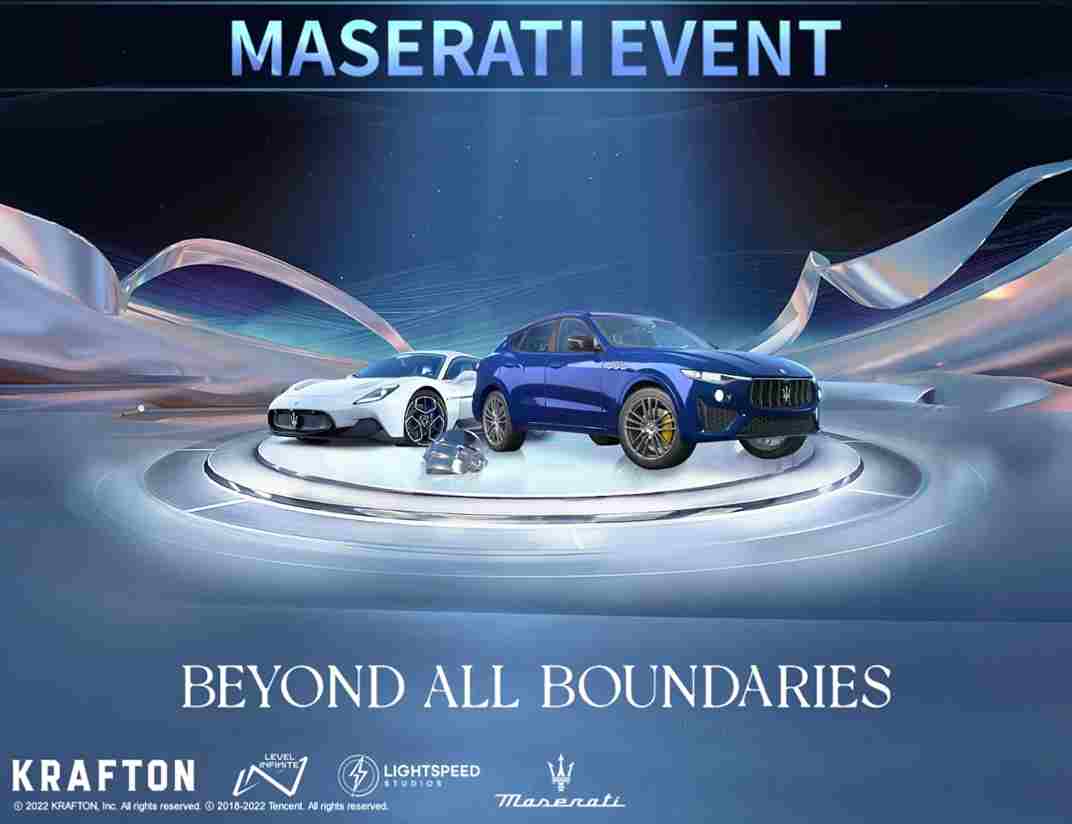 MASERATI EVENT
BEYOND ALL BOUNDARIES
KRAFTON
LEVEL
INFINITE
LIGHTSPEED
STUDIOS
Maserati
© 2022 KRAFTON, Inc. All rights reserved. © 2018-2022 Tencent. All rights reserved.